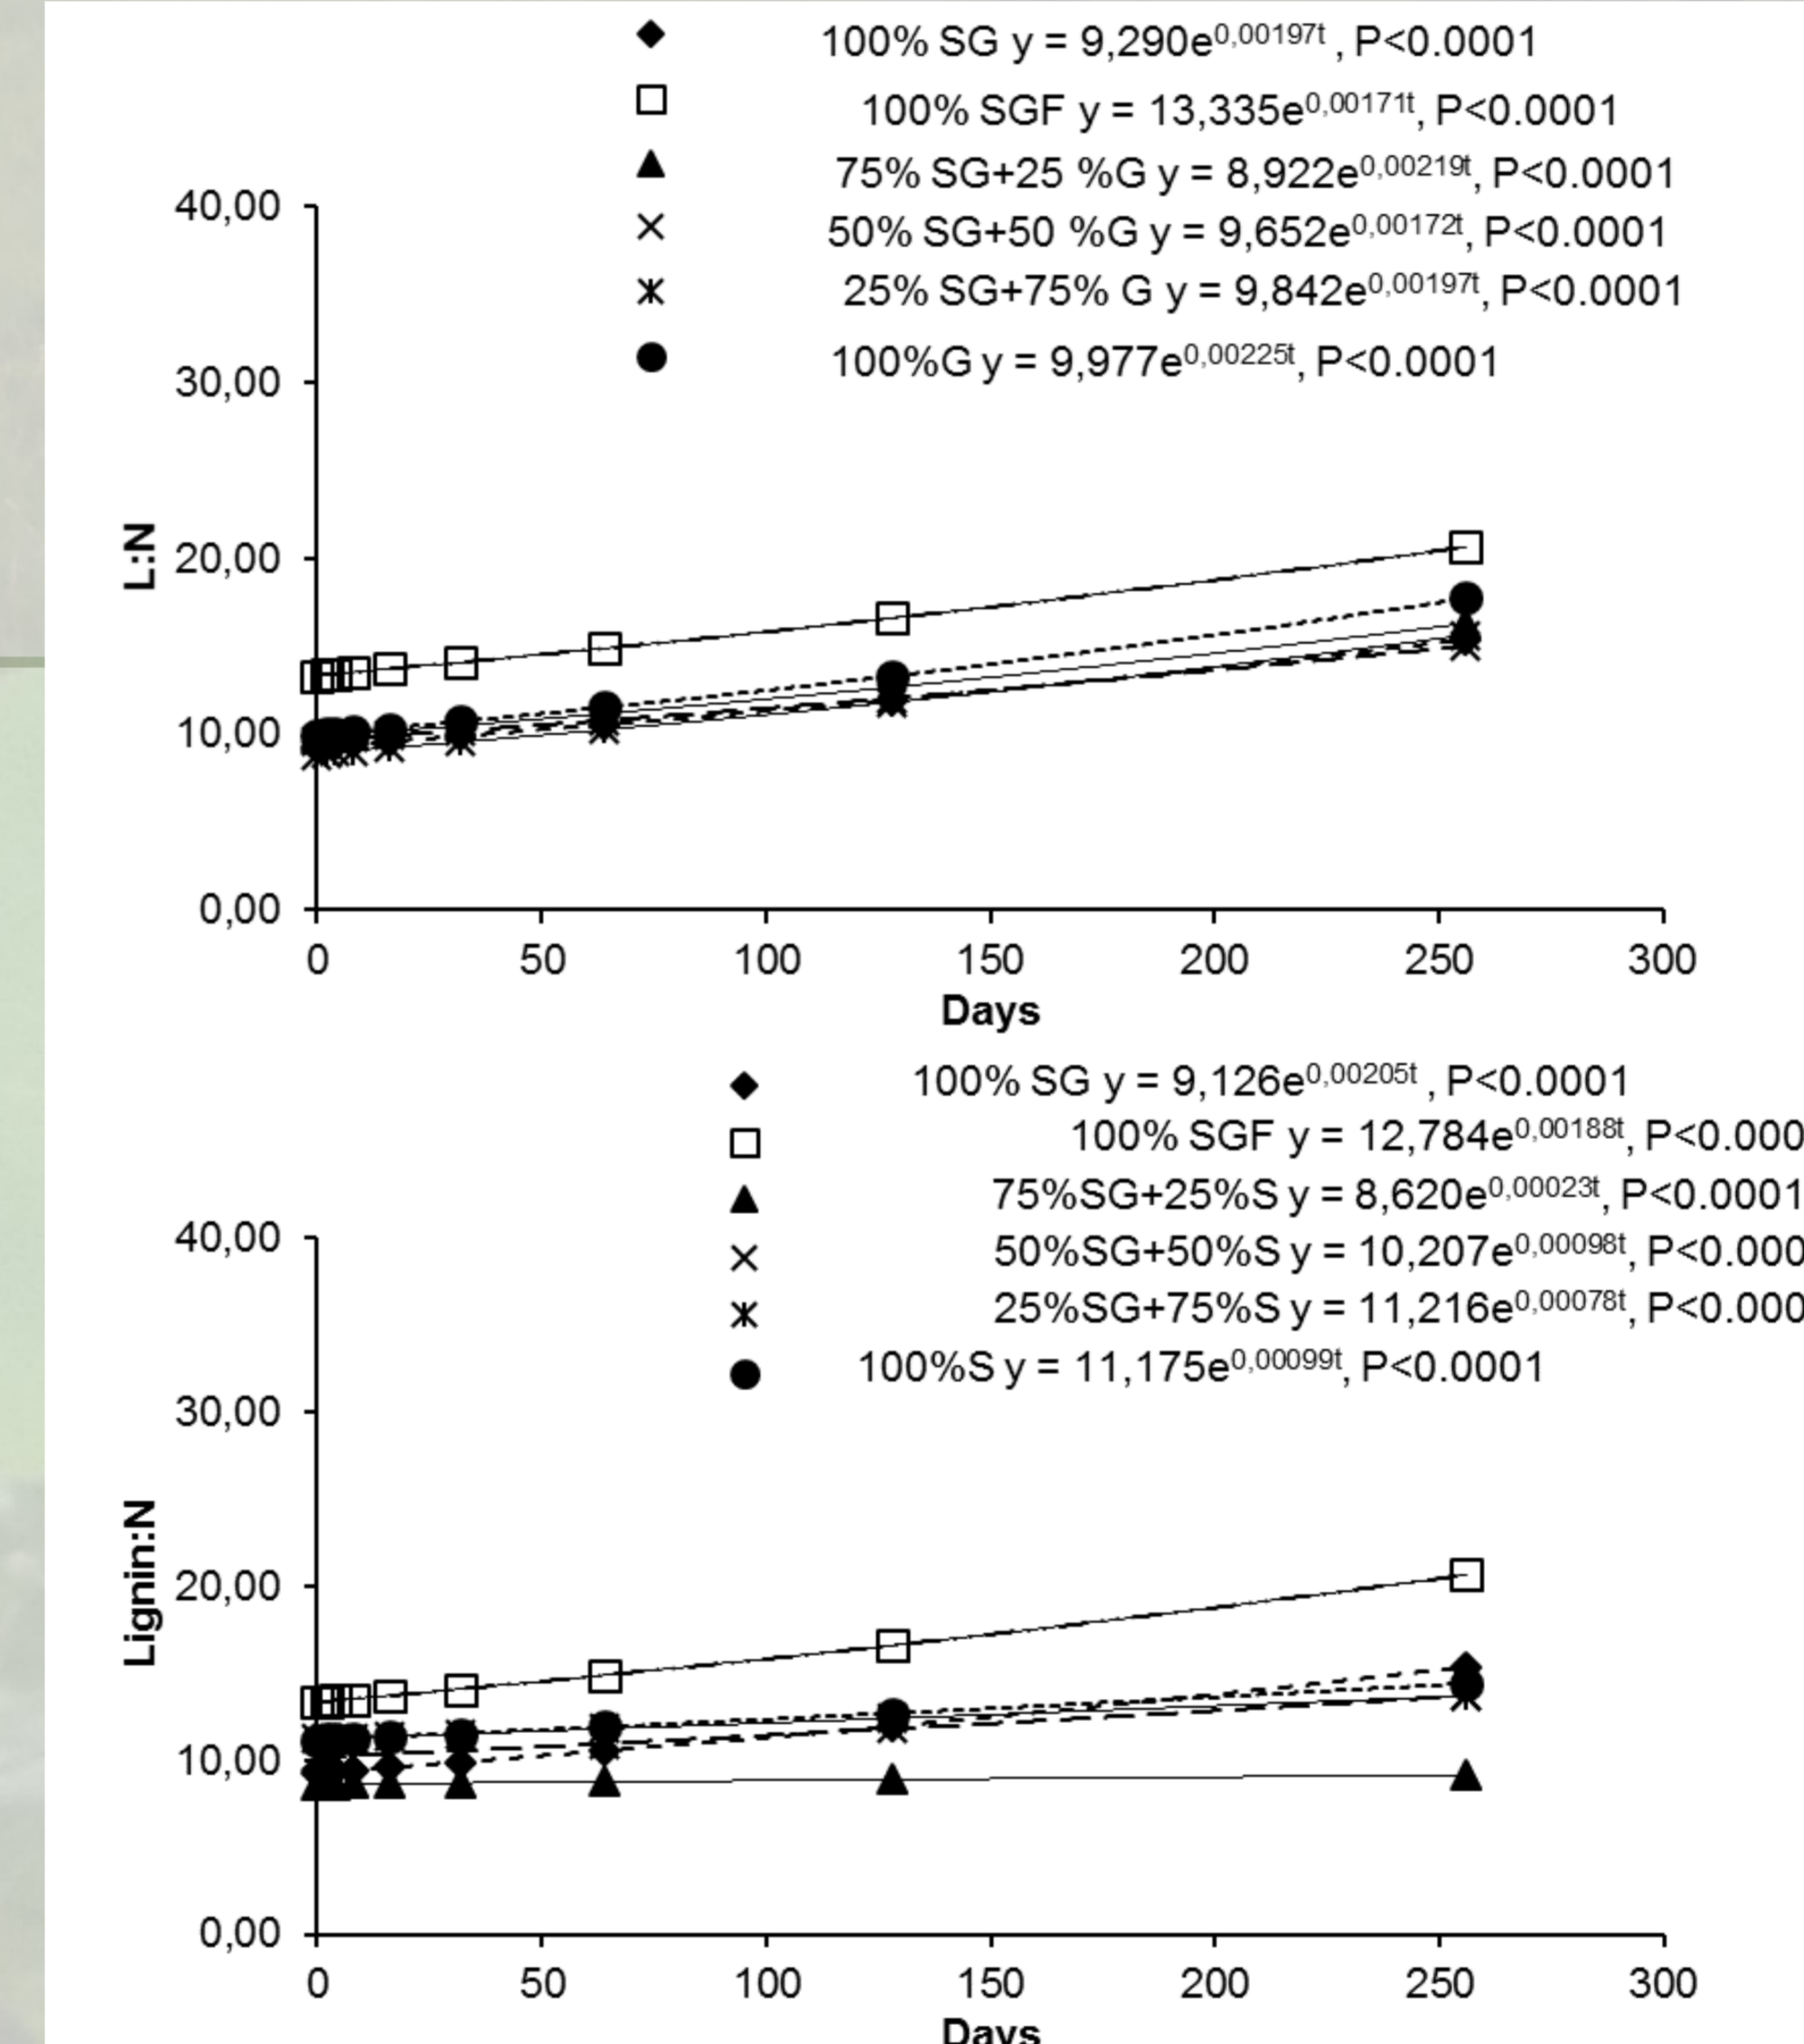 100% SG y = 9,290e0,00197t , P<0.0001
100% SGF y = 13,335e0,00171t, P<0.0001
75% SG+25 %G y = 8,922e0,00219t, P<0.0001
50% SG+50 %G y = 9,652e0,00172t, P<0.0001
25% SG+75% G y = 9,842e0,00197t, P<0.0001
100%G y = 9,977e0,00225t, P<0.0001
40,00
30,00
20,00
10,00
0,00
L:N
0 50 100 150 200 250 300
Days
100% SG y = 9,126e0,00205t , P<0.0001
100% SGF y = 12,784e0,00188t, P<0.000
75%SG+25%S y = 8,620e0,00023t, P<0.0001
50%SG+50%S y = 10,207e0,00098t, P<0.000
25%SG+75%S y = 11,216e0,00078t, P<0.000
100%S y = 11,175e0,00099t, P<0.0001
40,00
30,00
20,00
10,00
0,00
Lignin:N
0 50 100 150 200 250 300
Days